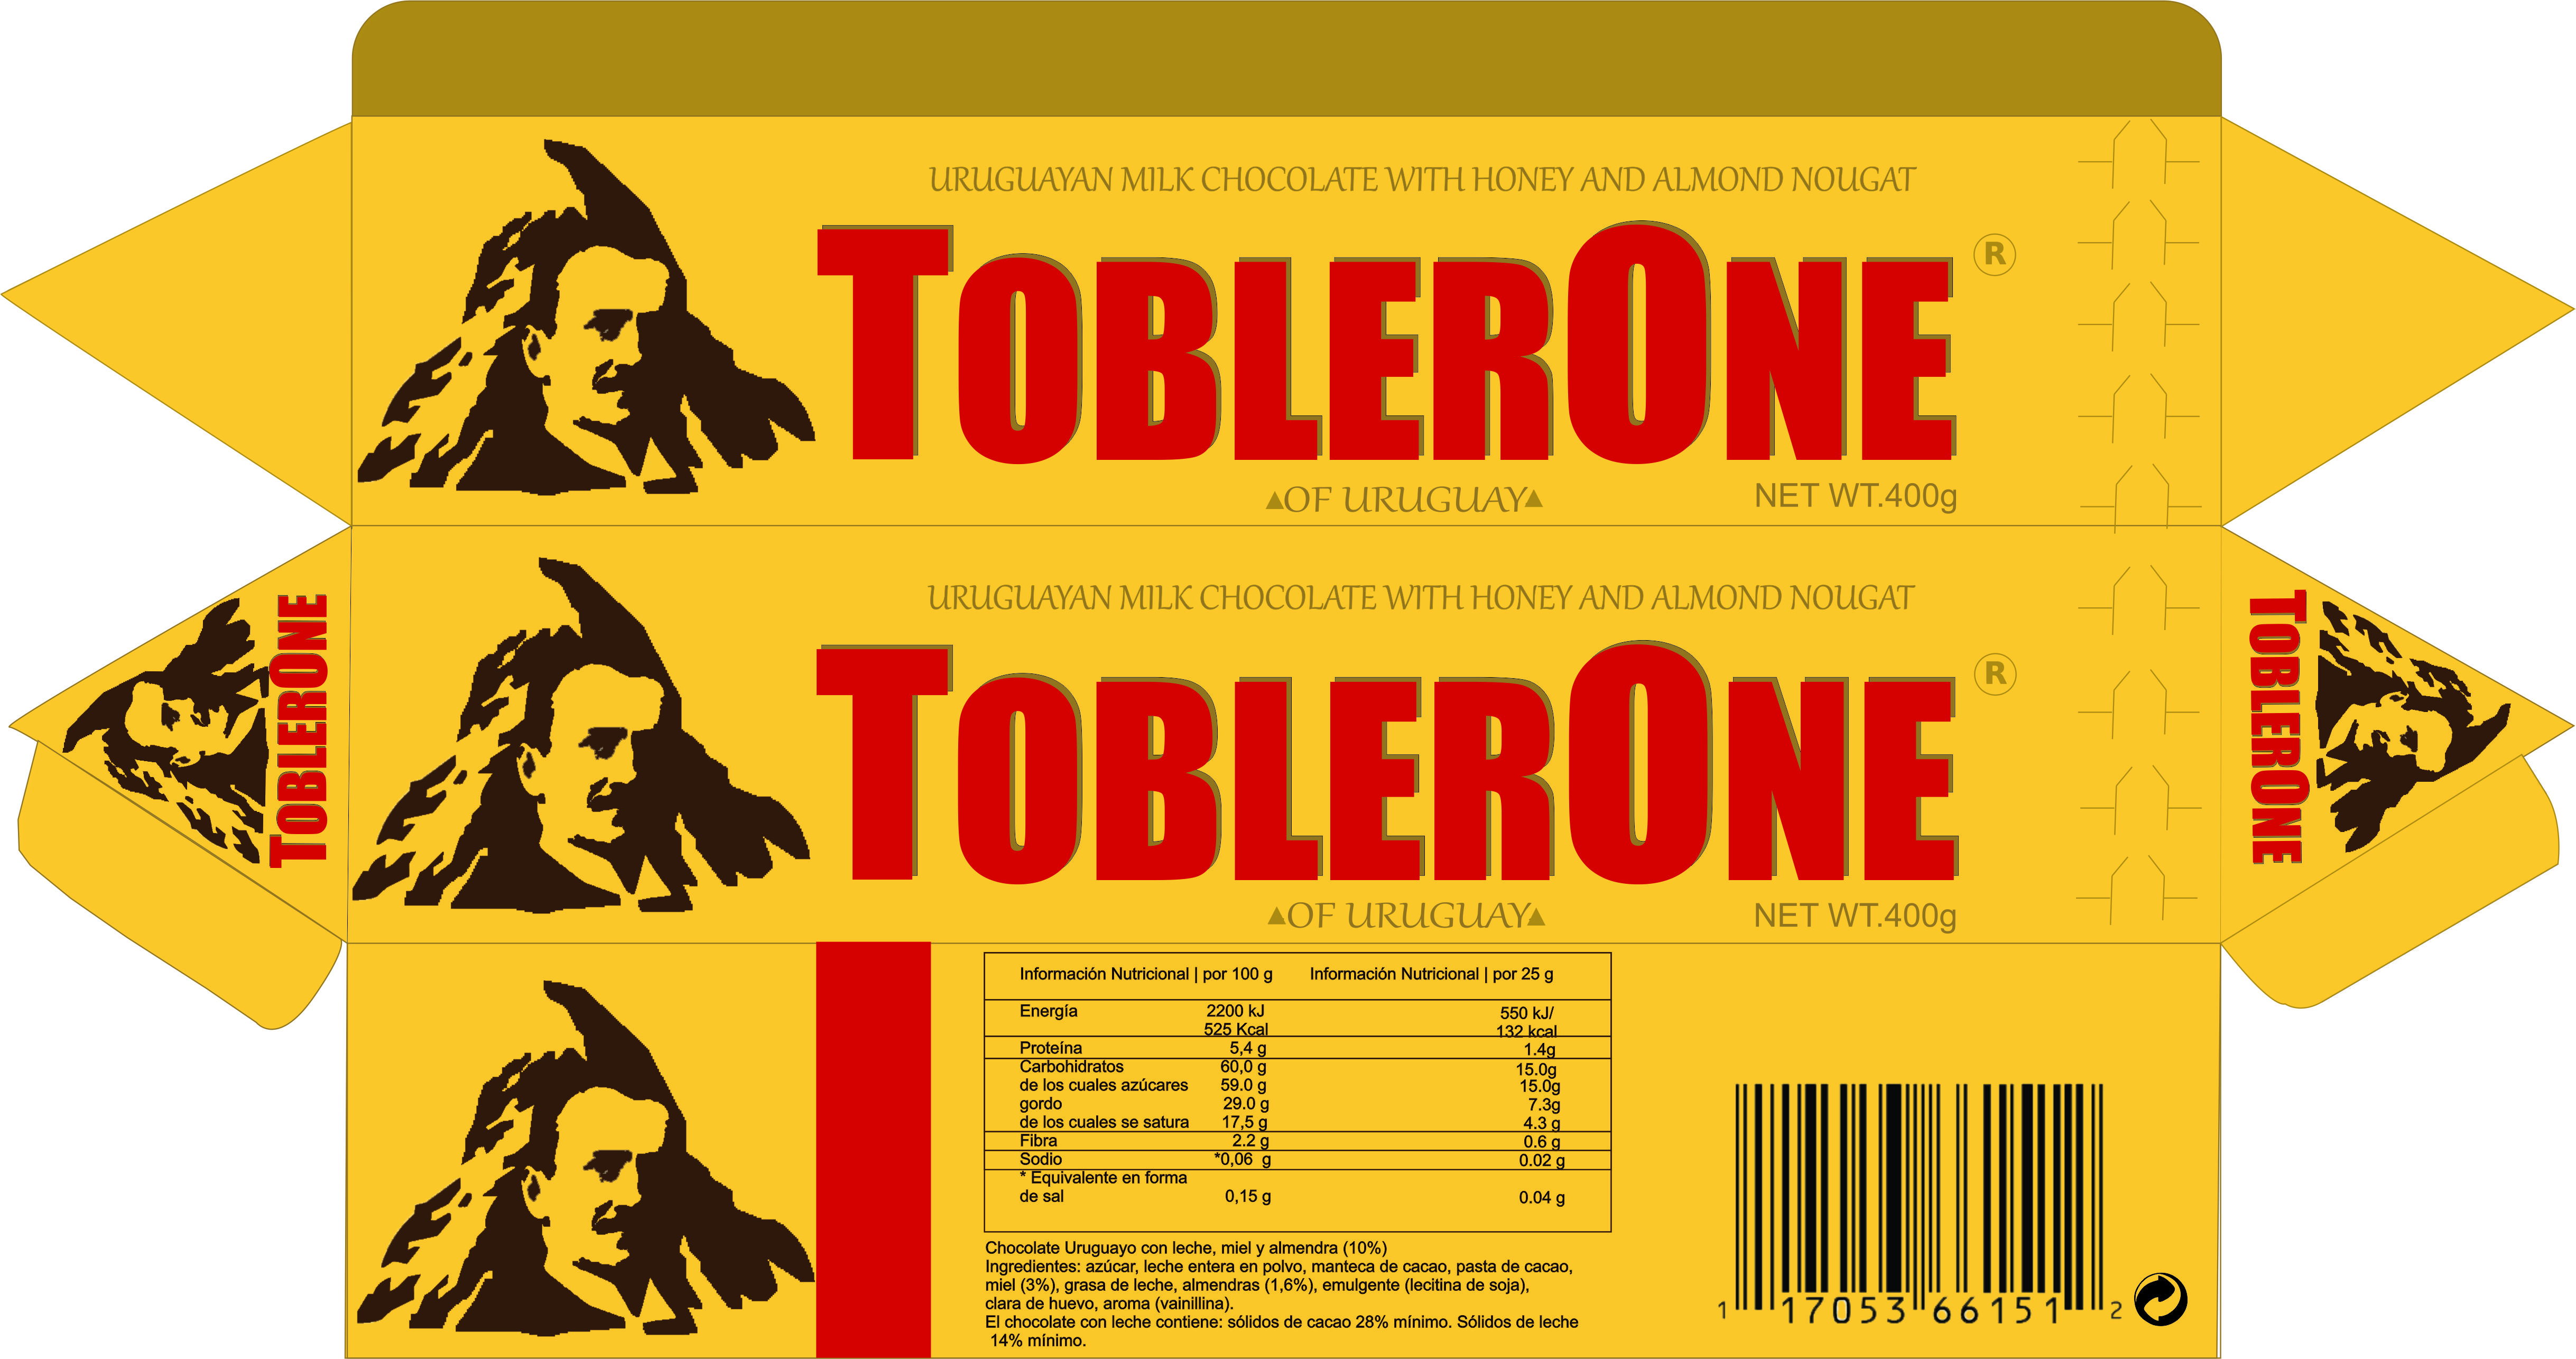 URUGUAYAN MILK CHOCOLATE WITH HONEY AND ALMOND NOUGAT
TOBLERONE ®
▲OF URUGUAY▲ NET WT.400g
TOBLERONE
URUGUAYAN MILK CHOCOLATE WITH HONEY AND ALMOND NOUGAT
TOBLERONE ®
▲OF URUGUAY▲ NET WT.400g
TOBLERONE
Información Nutricional | por 100 g Información Nutricional | por 25 g
Energía 2200 kJ 550 kJ/
525 Kcal 132 kcal
Proteína 5,4 g 1.4g
Carbohidratos 60,0 g 15.0g
de los cuales azúcares 59.0 g 15.0g
gordo 29.0 g 7.3g
de los cuales se satura 17,5 g 4.3 g
Fibra 2.2 g 0.6 g
Sodio *0,06 g 0.02 g
* Equivalente en forma
de sal 0,15 g 0.04 g
Chocolate Uruguayo con leche, miel y almendra (10%)
Ingredientes: azúcar, leche entera en polvo, manteca de cacao, pasta de cacao,
miel (3%), grasa de leche, almendras (1,6%), emulgente (lecitina de soja),
clara de huevo, aroma (vainillina).
El chocolate con leche contiene: sólidos de cacao 28% mínimo. Sólidos de leche
14% mínimo.
1 17053 66151 2